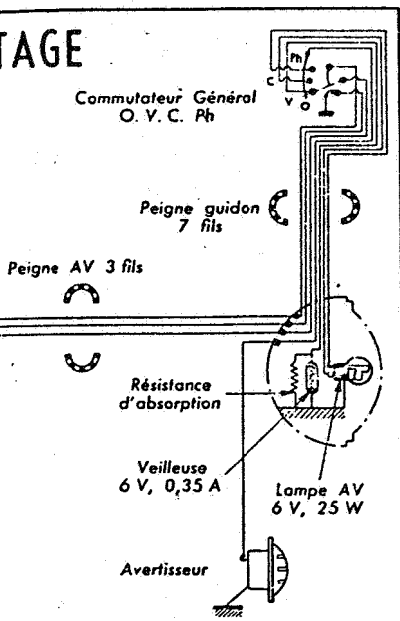 TAGE
Commutateur Général
O. V. C. Ph
Ph
C
V
O
Peigne guidon
7 fils
Peigne AV 3 fils
Résistance
d'absorption
Veilleuse
6 V, 0,35 A
Lampe AV
6 V, 25 W
Avertisseur